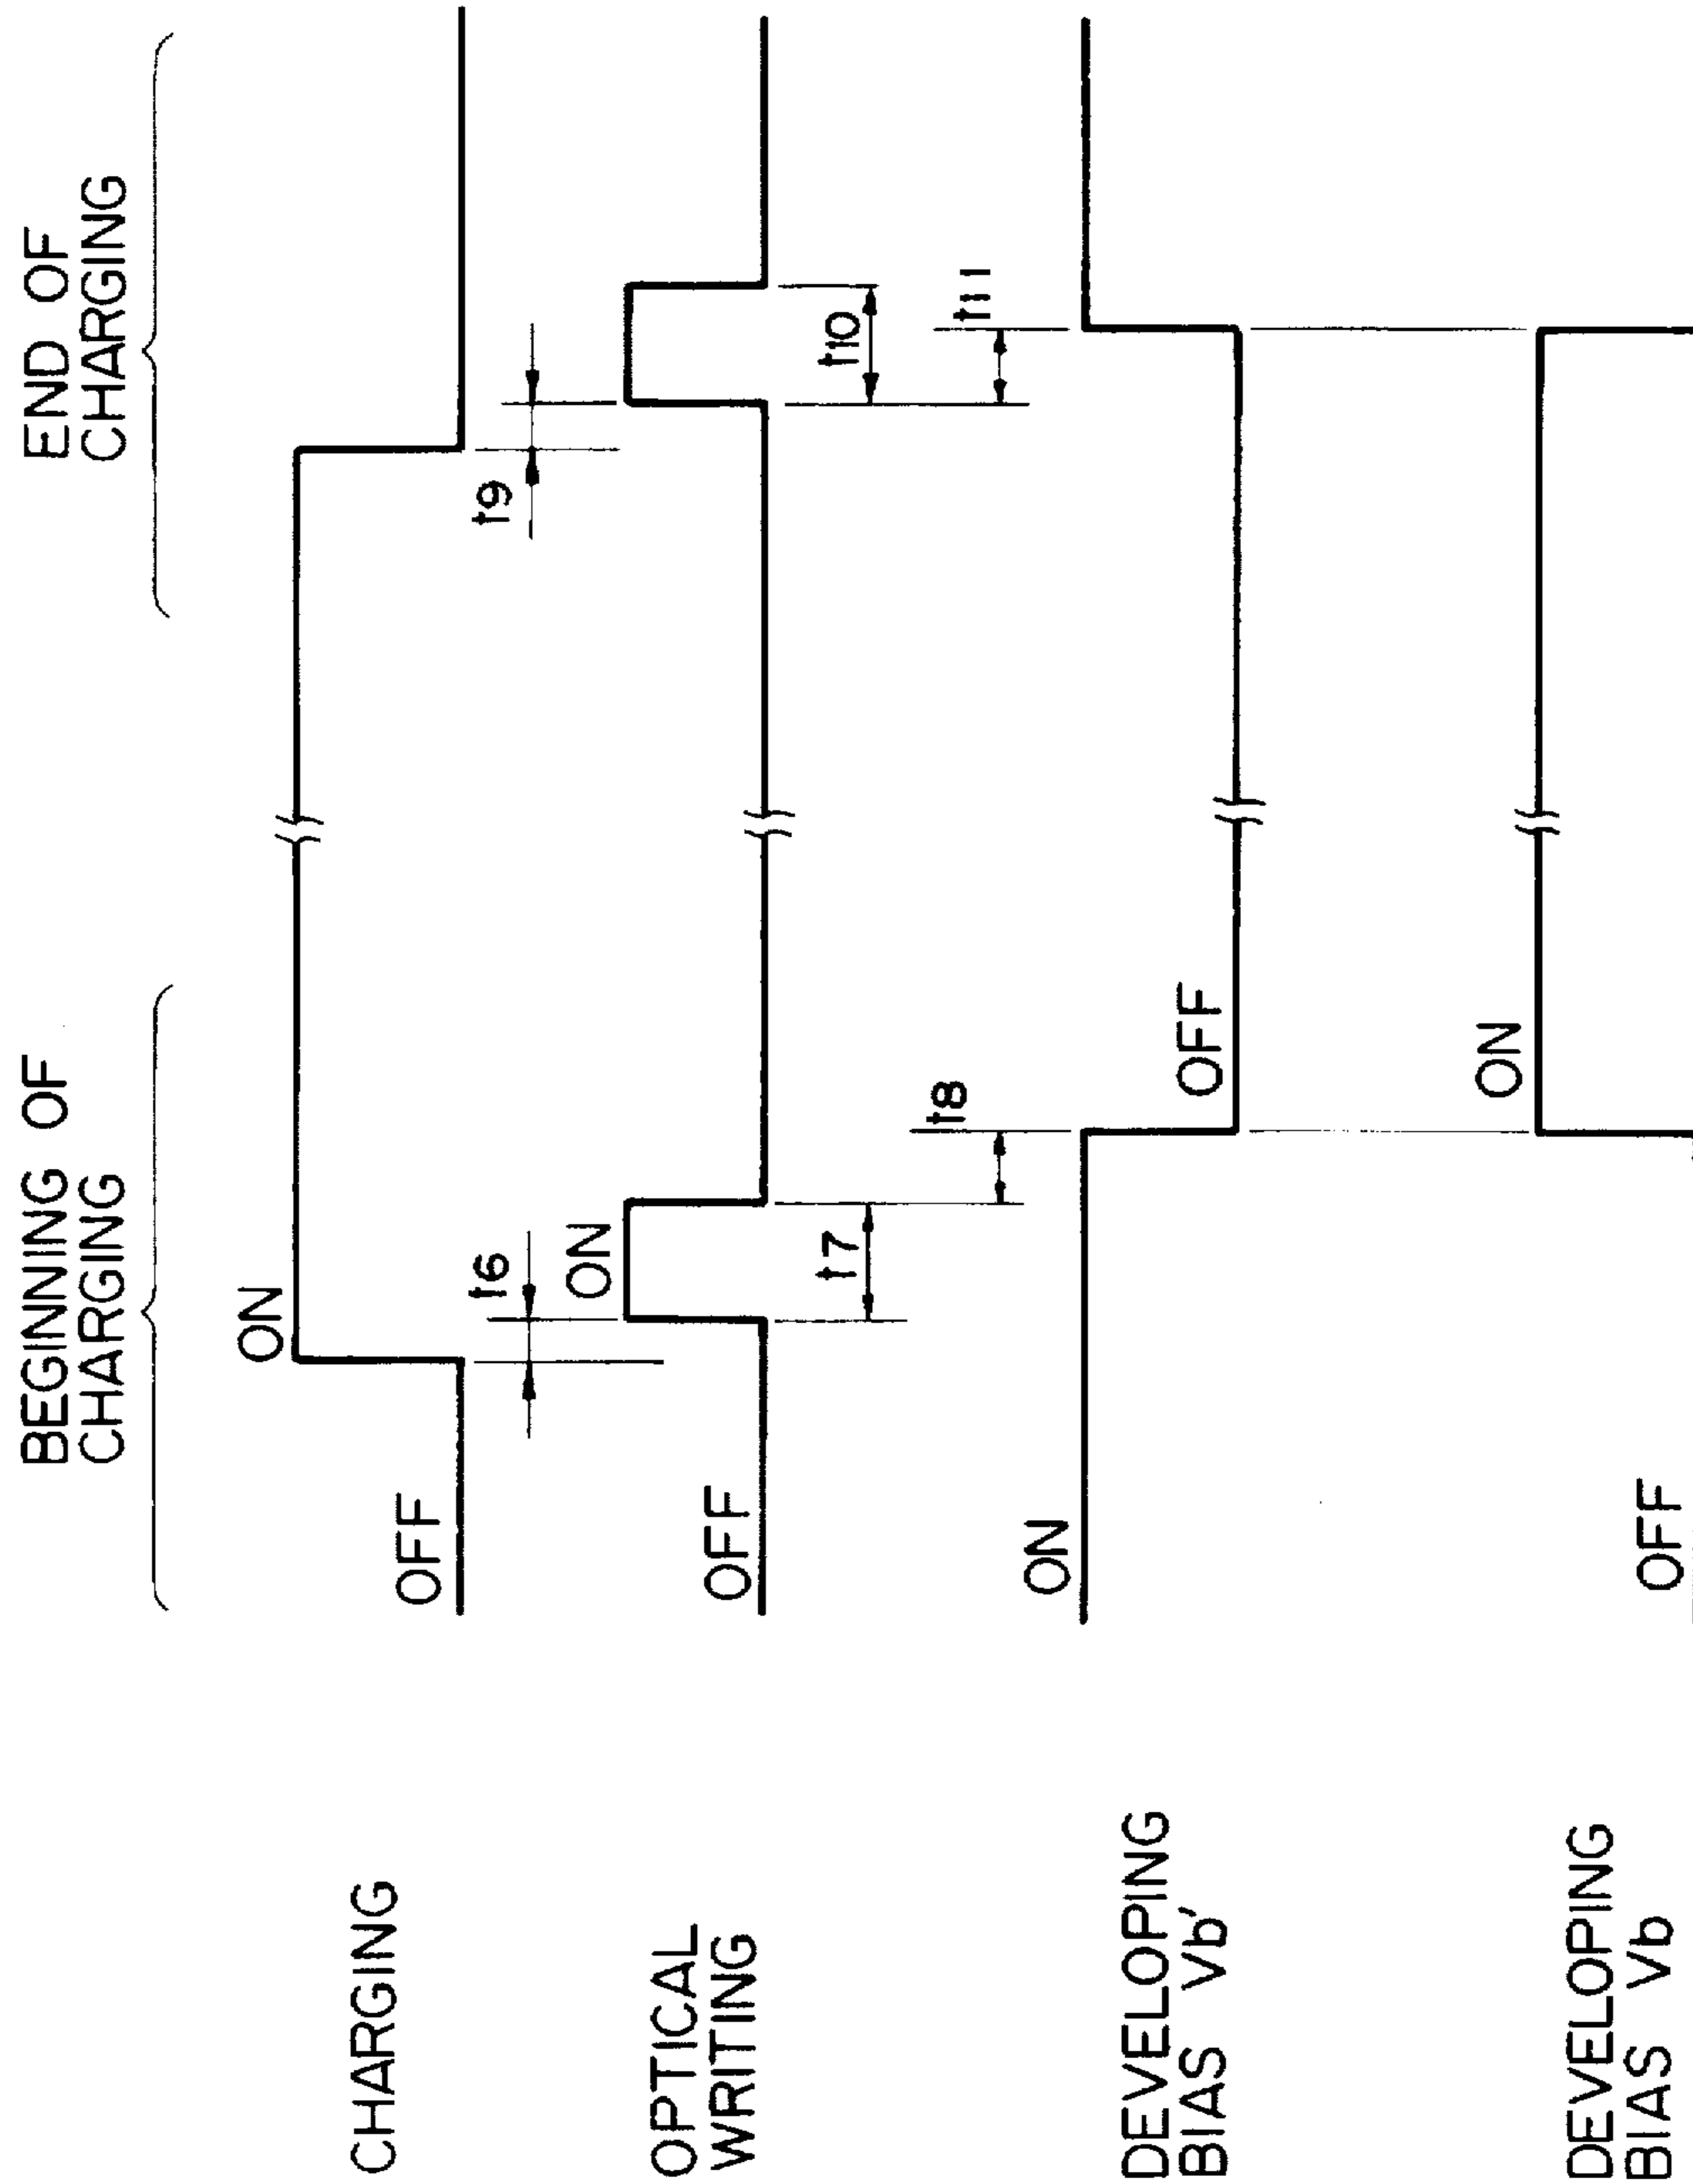 BEGINNING OF
CHARGING
END OF
CHARGING
CHARGING
OFF
ON
t6
t9
OPTICAL
WRITING
OFF
ON
t7
t10
t8
t11
DEVELOPING
BIAS Vb'
ON
OFF
DEVELOPING
BIAS Vb
OFF
ON